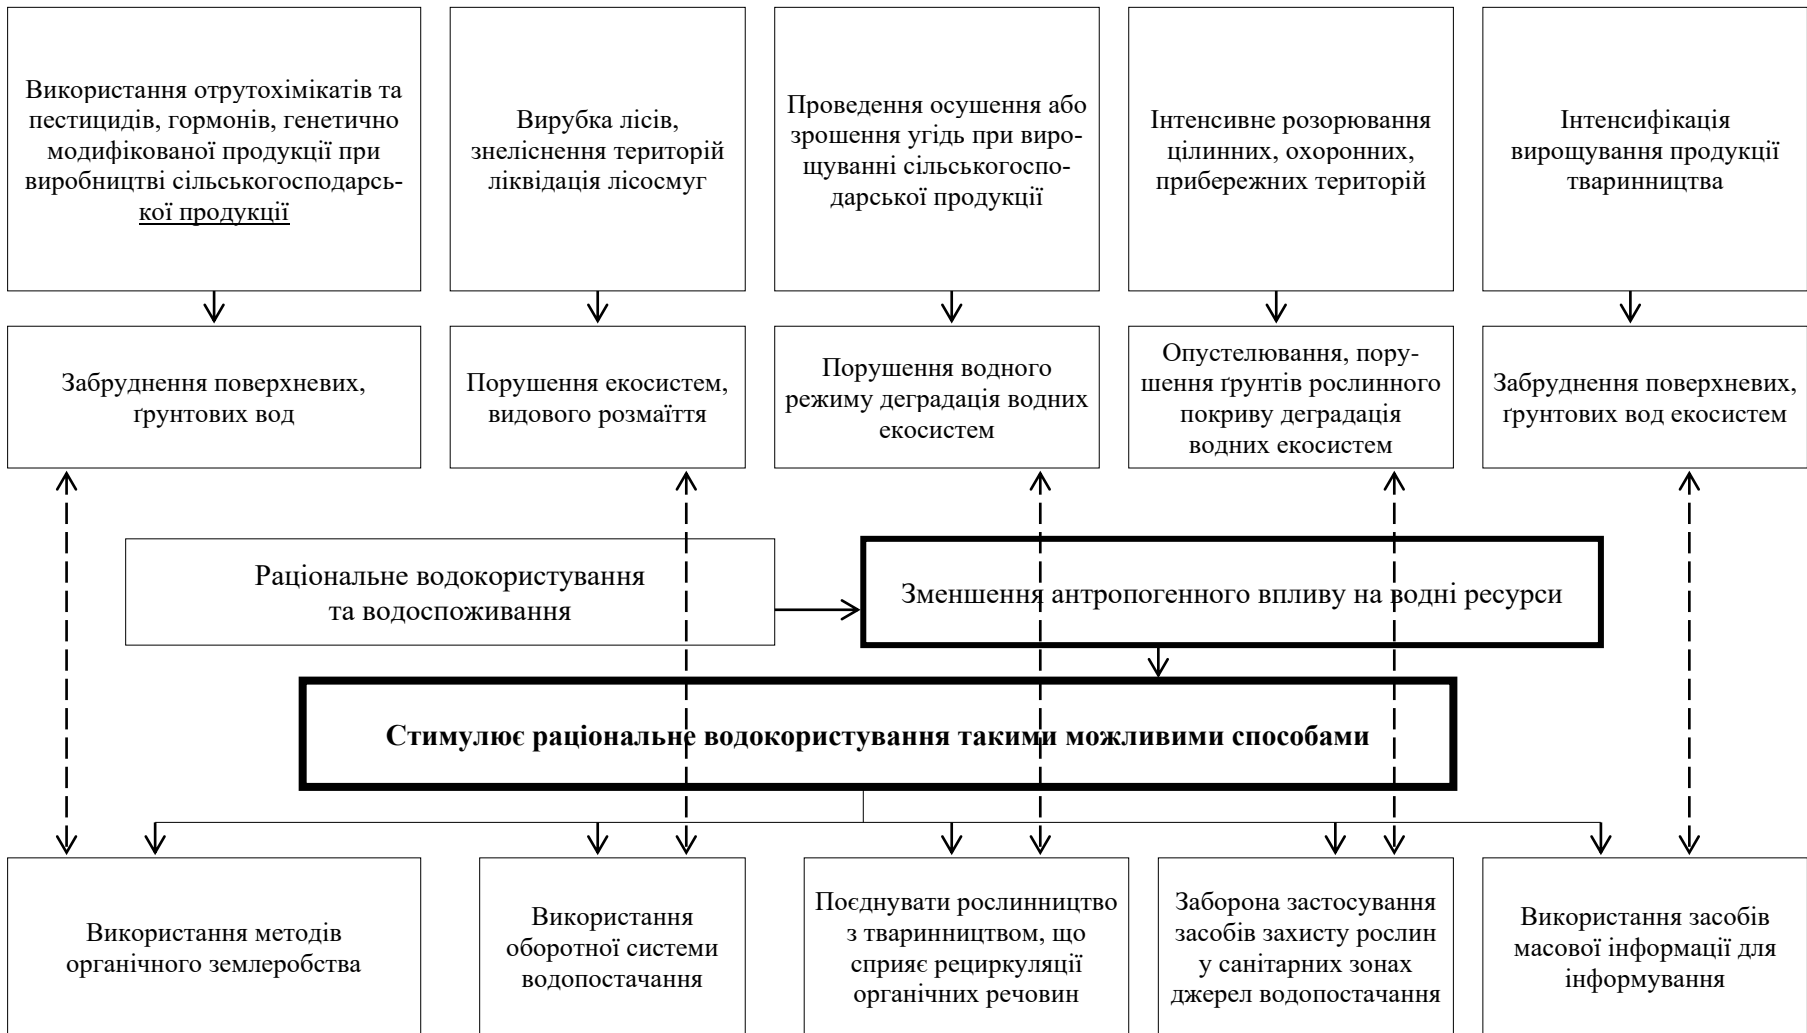 Використання отрутохімікатів та
пестицидів, гормонів, генетично
модифікованої продукції при
виробництві сільськогосподарсь-
кої продукції
Вирубка лісів,
знеліснення територій
ліквідація лісосмуг
Проведення осушення або
зрошення угідь при виро-
щуванні сільськогоспо-
дарської продукції
Інтенсивне розорювання
цілинних, охоронних,
прибережних територій
Інтенсифікація
вирощування продукції
тваринництва
Забруднення поверхневих,
ґрунтових вод
Порушення екосистем,
видового розмаїття
Порушення водного
режиму деградація водних
екосистем
Опустелювання, пору-
шення ґрунтів рослинного
покриву деградація
водних екосистем
Забруднення поверхневих,
ґрунтових вод екосистем
Раціональне водокористування
та водоспоживання
Зменшення антропогенного впливу на водні ресурси
Стимулює раціональне водокористування такими можливими способами
Використання методів
органічного землеробства
Використання
оборотної системи
водопостачання
Поєднувати рослинництво
з тваринництвом, що
сприяє рециркуляції
органічних речовин
Заборона застосування
засобів захисту рослин
у санітарних зонах
джерел водопостачання
Використання засобів
масової інформації для
інформування